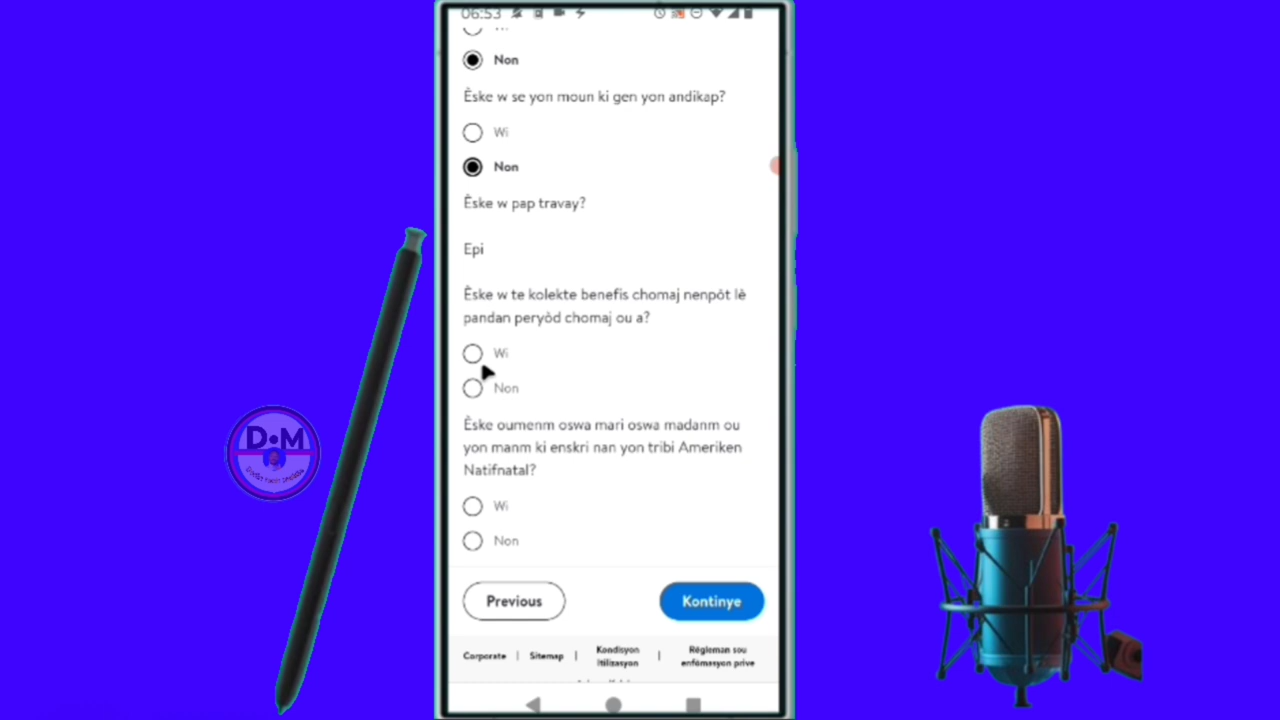 06:53
Non
Èske w se yon moun ki gen yon andikap?
Wi
Non
Èske w pap travay?
Epi
Èske w te kolekte benefis chomaj nenpòt lè
pandan peryòd chomaj ou a?
Wi
Non
Èske oumenm oswa mari oswa madanm ou
yon manm ki enskri nan yon tribi Ameriken
Natifnatal?
Wi
Non
Previous
Kontinye
Corporate | Sitemap | Kondisyon Itilizasyon | Règleman sou enfòmasyon prive
D•M